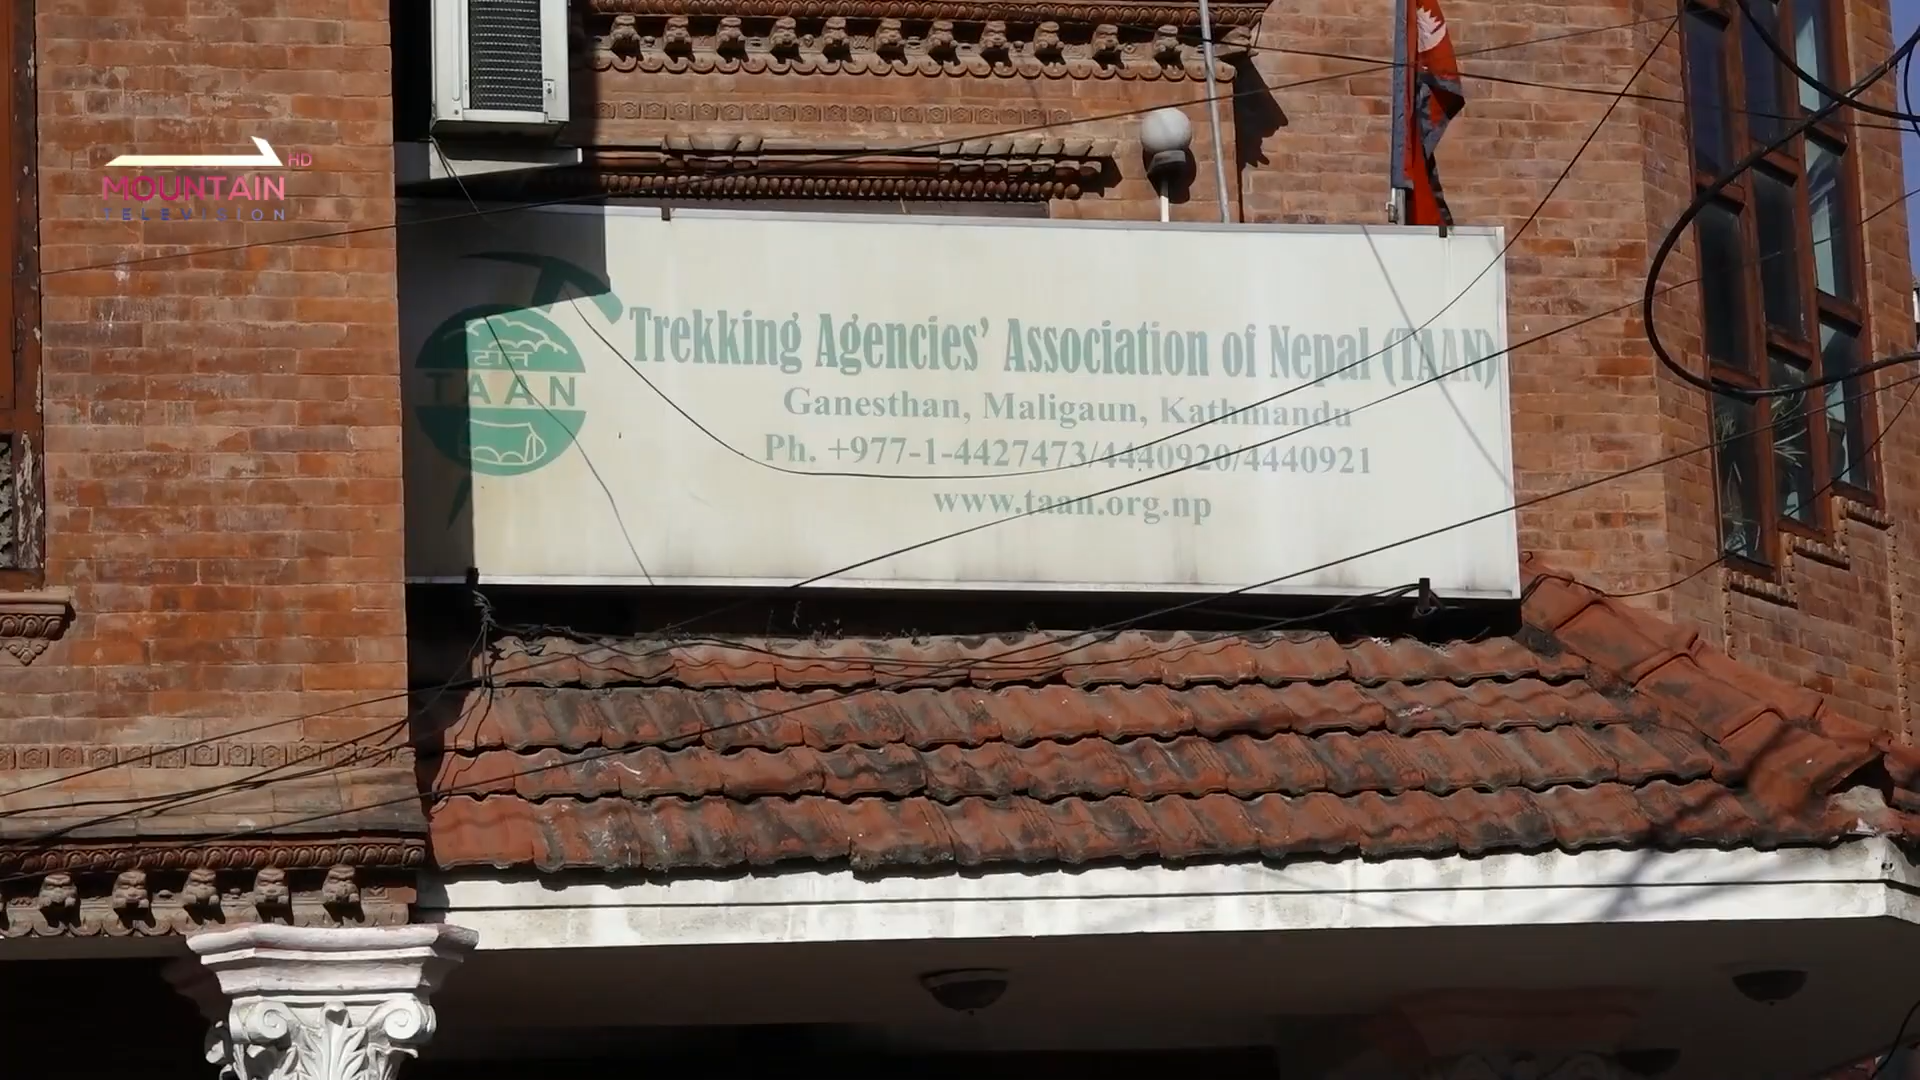 HD
MOUNTAIN
TELEVISION
टान
TAAN
Trekking Agencies’ Association of Nepal (TAAN)
Ganesthan, Maligaun, Kathmandu
Ph. +977-1-4427473/4440920/4440921
www.taan.org.np